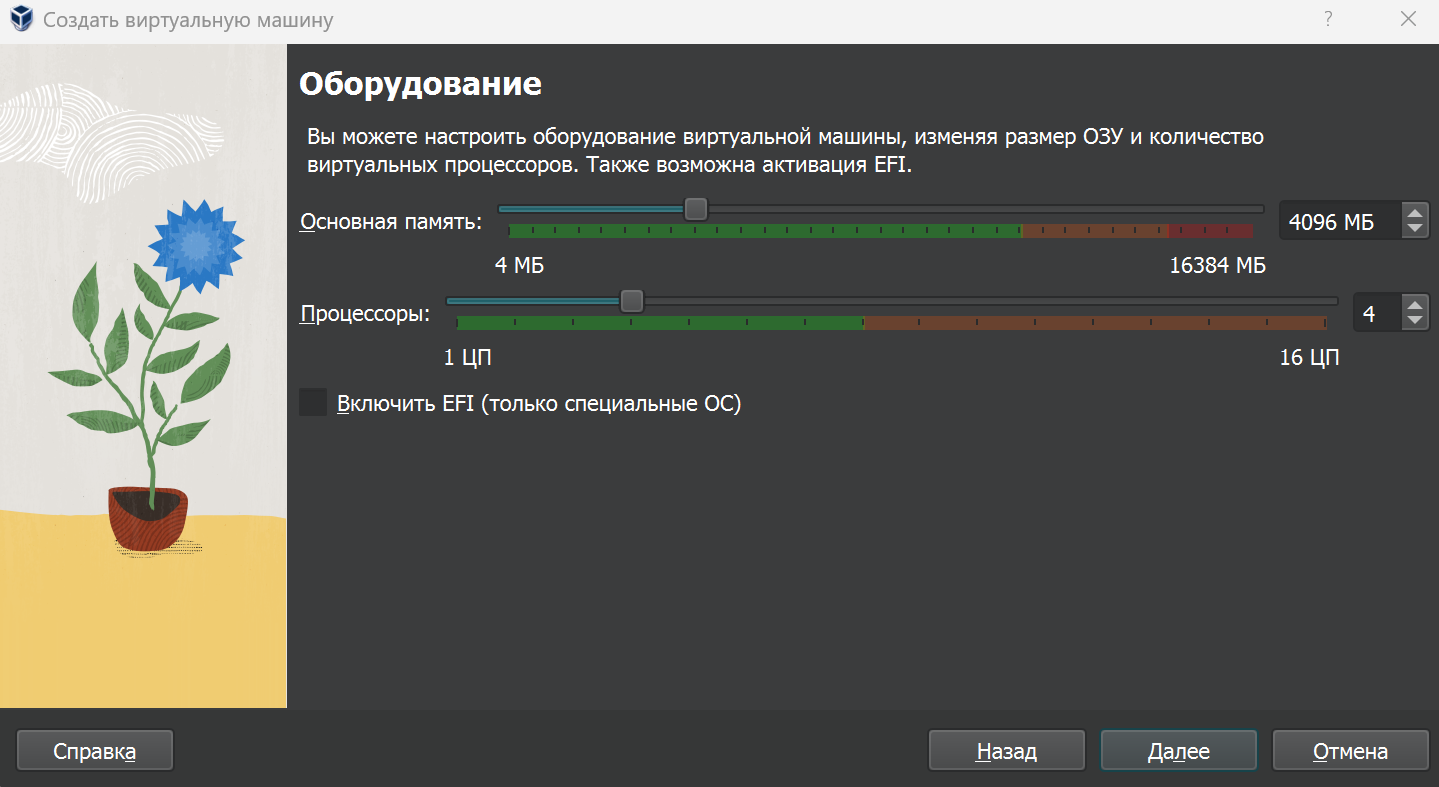 Создать виртуальную машину
?
Оборудование
Вы можете настроить оборудование виртуальной машины, изменяя размер ОЗУ и количество
виртуальных процессоров. Также возможна активация EFI.
Основная память:
4096 МБ
4 МБ
16384 МБ
Процессоры:
4
1 ЦП
16 ЦП
Включить EFI (только специальные ОС)
Справка
Назад
Далее
Отмена